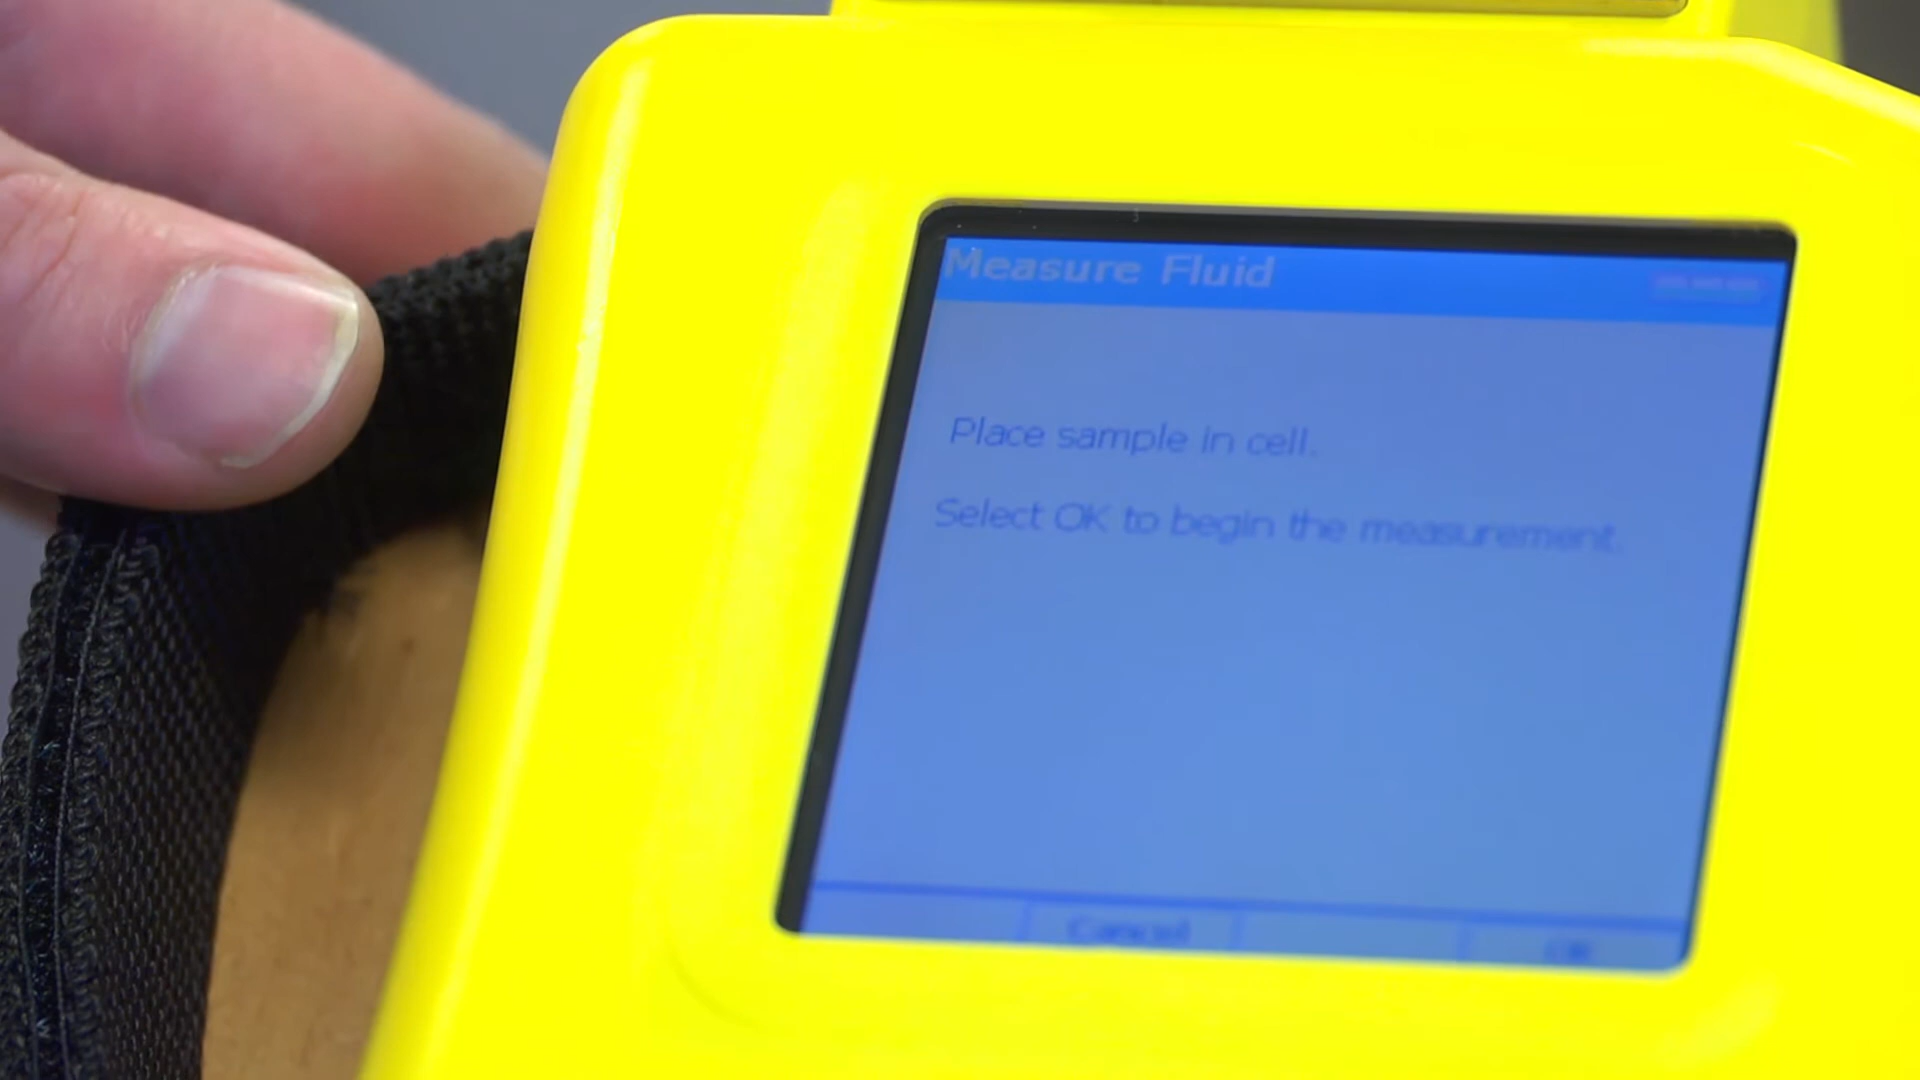 Measure Fluid
Place sample in cell.
Select OK to begin the measurement.
Cancel
OK